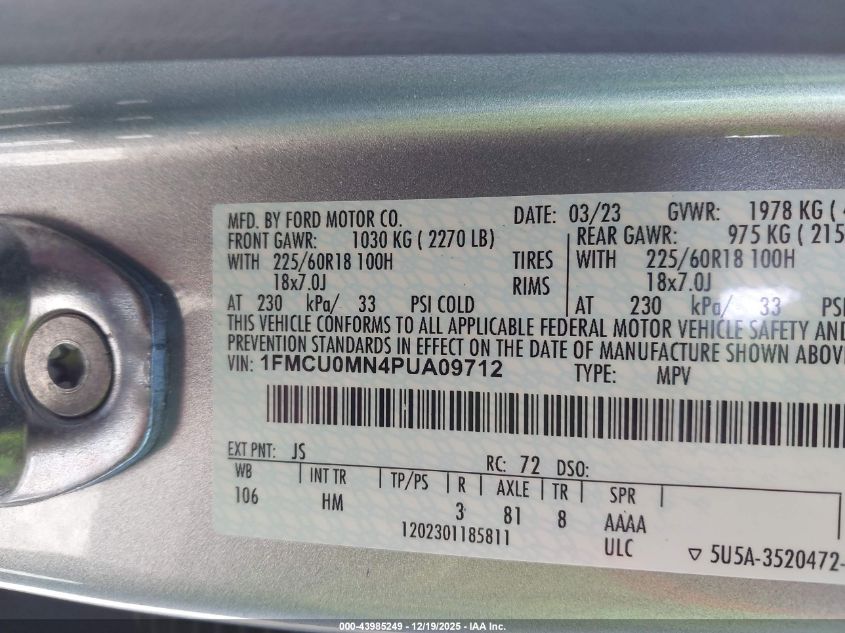 MFD. BY FORD MOTOR CO. DATE: 03/23 GVWR: 1978 KG (
FRONT GAWR: 1030 KG ( 2270 LB) REAR GAWR: 975 KG ( 215
WITH 225/60R18 100H TIRES WITH 225/60R18 100H
18x7.0J RIMS 18x7.0J
AT 230 kPa/ 33 PSI COLD AT 230 kPa/ 33 PSI
THIS VEHICLE CONFORMS TO ALL APPLICABLE FEDERAL MOTOR VEHICLE SAFETY AND
PREVENTION STANDARDS IN EFFECT ON THE DATE OF MANUFACTURE SHOWN ABOV
VIN: 1FMCU0MN4PUA09712 TYPE: MPV
EXT PNT: JS RC: 72 DSO:
WB INT TR TP/PS R AXLE TR SPR
106 HM 3 81 8 AAAA
1202301185811 ULC ▽ 5U5A-3520472-
000-43985249 - 12/19/2025 - IAA Inc.